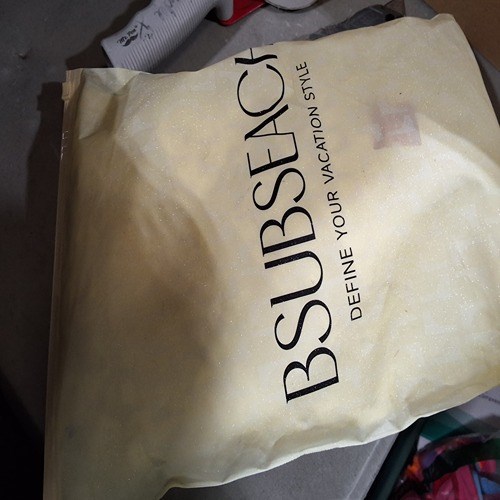 BSUBSEACH
DEFINE YOUR VACATION STYLE